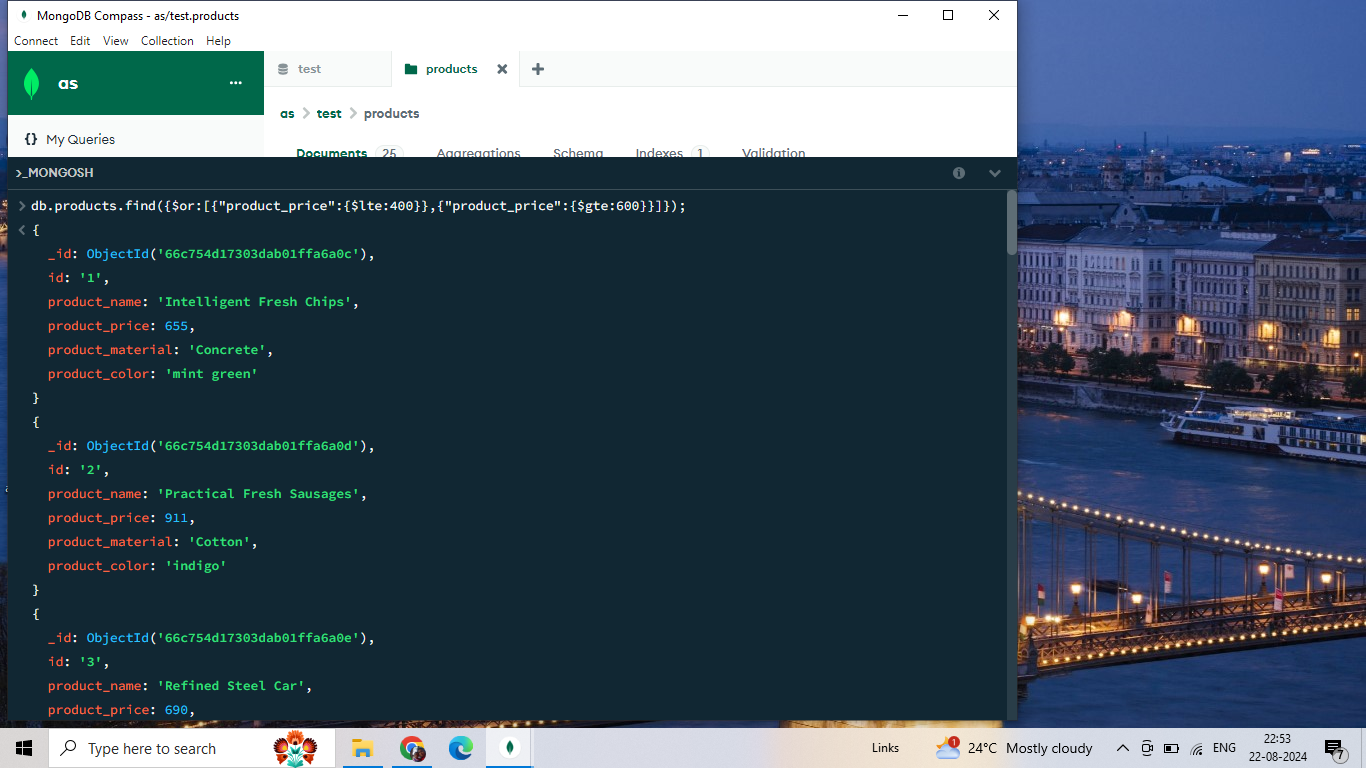 MongoDB Compass - as/test.products
Connect Edit View Collection Help
as
test
products
as > test > products
{} My Queries
Documents 25 Aggregations Schema Indexes 1 Validation
>_MONGOSH
> db.products.find({$or:[{"product_price":{$lte:400}},{"product_price":{$gte:600}}]});
< {
_id: ObjectId('66c754d17303dab01ffa6a0c'),
id: '1',
product_name: 'Intelligent Fresh Chips',
product_price: 655,
product_material: 'Concrete',
product_color: 'mint green'
}
{
_id: ObjectId('66c754d17303dab01ffa6a0d'),
id: '2',
product_name: 'Practical Fresh Sausages',
product_price: 911,
product_material: 'Cotton',
product_color: 'indigo'
}
{
_id: ObjectId('66c754d17303dab01ffa6a0e'),
id: '3',
product_name: 'Refined Steel Car',
product_price: 690,
Type here to search
Links
1
24°C Mostly cloudy
ENG
22:53
22-08-2024
7